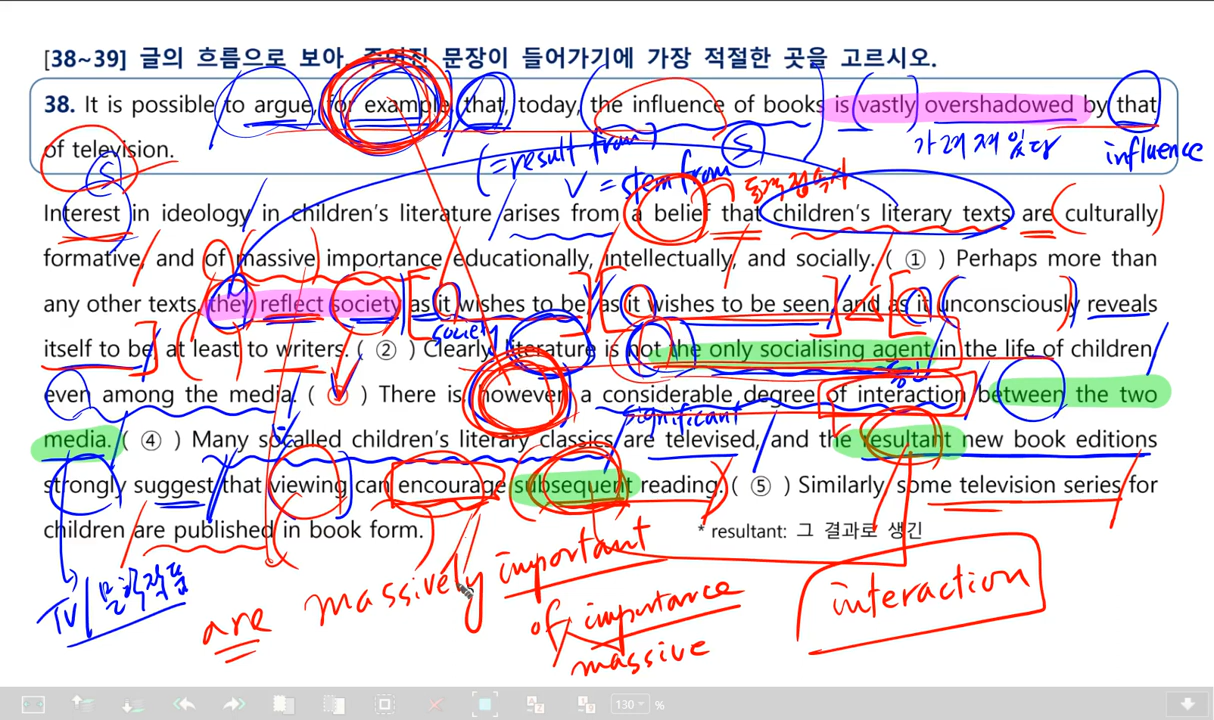 [38~39] 글의 흐름으로 보아, 주어진 문장이 들어가기에 가장 적절한 곳을 고르시오.
38. It is possible to argue, for example, that, today, the influence of books is vastly overshadowed by that
of television.
가려져 있다
influence
(=result from)
S
S
V = stem from
동격접속사
Interest in ideology in children's literature arises from a belief that children's literary texts are culturally
formative, and of massive importance educationally, intellectually, and socially. ( ① ) Perhaps more than
any other texts, they reflect society as it wishes to be, as it wishes to be seen, and as it unconsciously reveals
society
itself to be, at least to writers. ( ② ) Clearly, literature is not the only socialising agent in the life of children,
even among the media. ( ③ ) There is, however, a considerable degree of interaction between the two
significant
media. ( ④ ) Many so-called children's literary classics are televised, and the resultant new book editions
strongly suggest that viewing can encourage subsequent reading. ( ⑤ ) Similarly, some television series for
children are published in book form.
* resultant: 그 결과로 생긴
TV/문학작품
are massively important
of importance
massive
interaction
130 %